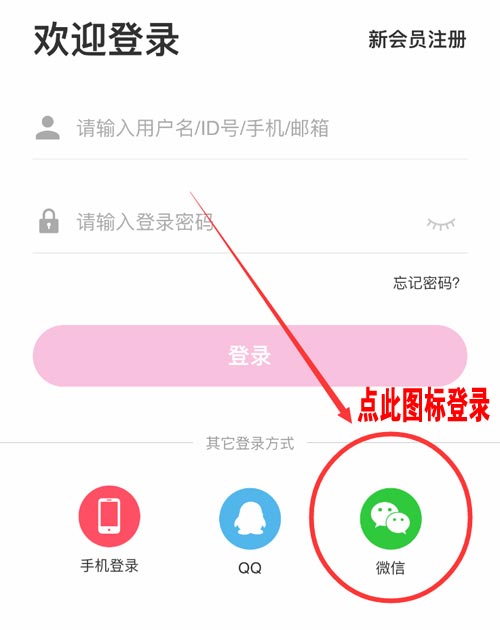 欢迎登录
新会员注册
请输入用户名/ID号/手机/邮箱
请输入登录密码
忘记密码?
登录
点此图标登录
其它登录方式
手机登录
QQ
微信